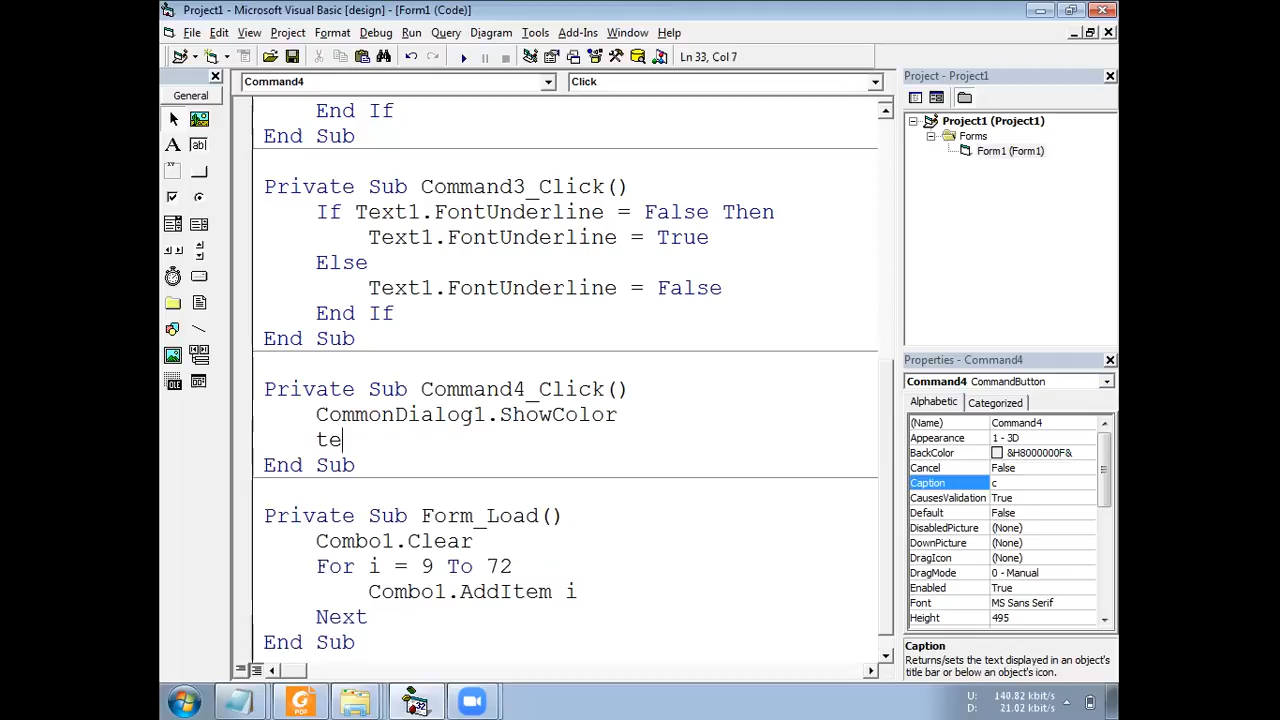 Project1 - Microsoft Visual Basic [design] - [Form1 (Code)]
File Edit View Project Format Debug Run Query Diagram Tools Add-Ins Window Help
Ln 33, Col 7
General
Command4
Click
End If
End Sub
Private Sub Command3_Click()
If Text1.FontUnderline = False Then
Text1.FontUnderline = True
Else
Text1.FontUnderline = False
End If
End Sub
Private Sub Command4_Click()
CommonDialog1.ShowColor
te
End Sub
Private Sub Form_Load()
Combo1.Clear
For i = 9 To 72
Combo1.AddItem i
Next
End Sub
Project - Project1
Project1 (Project1)
Forms
Form1 (Form1)
Properties - Command4
Command4 CommandButton
Alphabetic Categorized
(Name) Command4
Appearance 1 - 3D
BackColor &H8000000F&
Cancel False
Caption c
CausesValidation True
Default False
DisabledPicture (None)
DownPicture (None)
DragIcon (None)
DragMode 0 - Manual
Enabled True
Font MS Sans Serif
Height 495
Caption
Returns/sets the text displayed in an object's
title bar or below an object's icon.
U: 140.82 kbit/s
D: 21.02 kbit/s